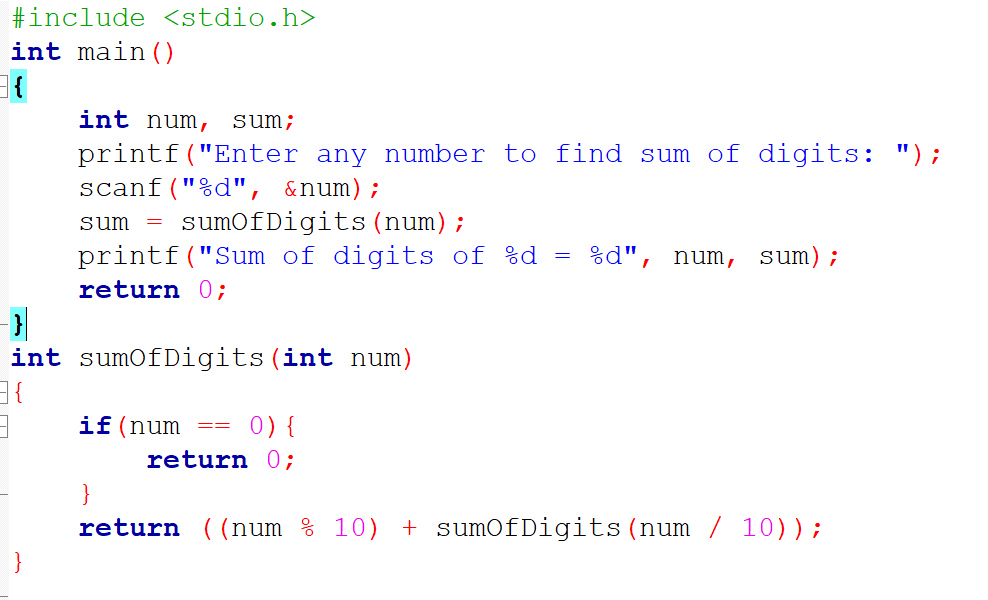 #include <stdio.h>
int main()
{
    int num, sum;
    printf("Enter any number to find sum of digits: ");
    scanf("%d", &num);
    sum = sumOfDigits(num);
    printf("Sum of digits of %d = %d", num, sum);
    return 0;
}
int sumOfDigits(int num)
{
    if(num == 0){
        return 0;
    }
    return ((num % 10) + sumOfDigits(num / 10));
}